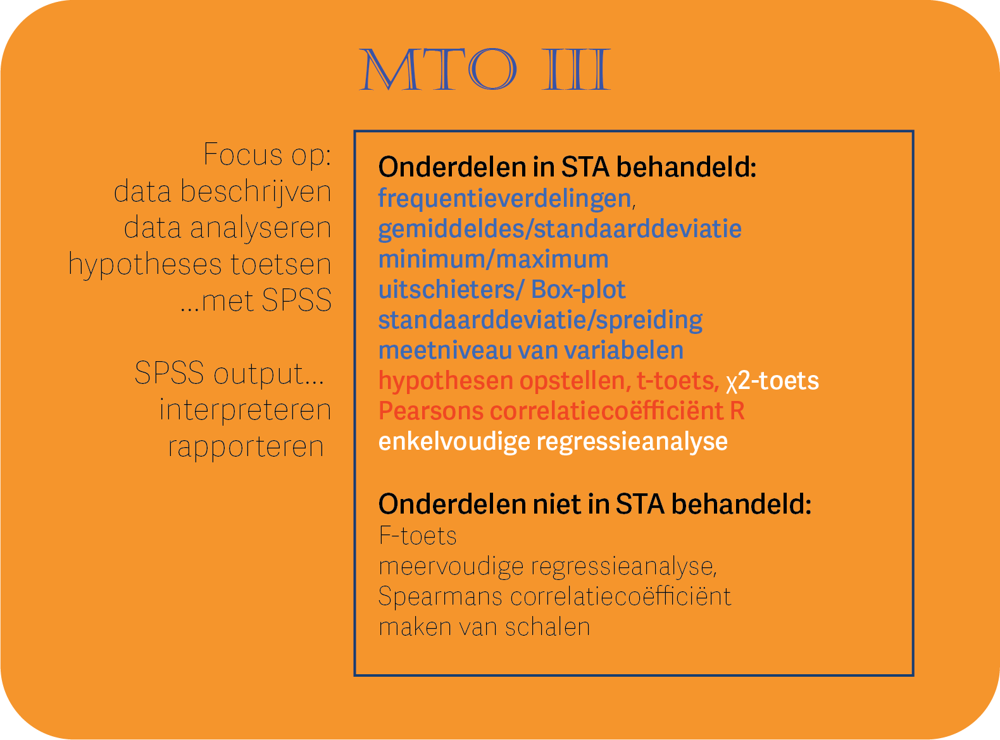 MTO III
Focus op:
data beschrijven
data analyseren
hypotheses toetsen
...met SPSS
SPSS output...
interpreteren
rapporteren
Onderdelen in STA behandeld:
frequentieverdelingen,
gemiddeldes/standaarddeviatie
minimum/maximum
uitschieters/ Box-plot
standaarddeviatie/spreiding
meetniveau van variabelen
hypothesen opstellen, t-toets, χ2-toets
Pearsons correlatiecoëfficiënt R
enkelvoudige regressieanalyse
Onderdelen niet in STA behandeld:
F-toets
meervoudige regressieanalyse,
Spearmans correlatiecoëfficiënt
maken van schalen